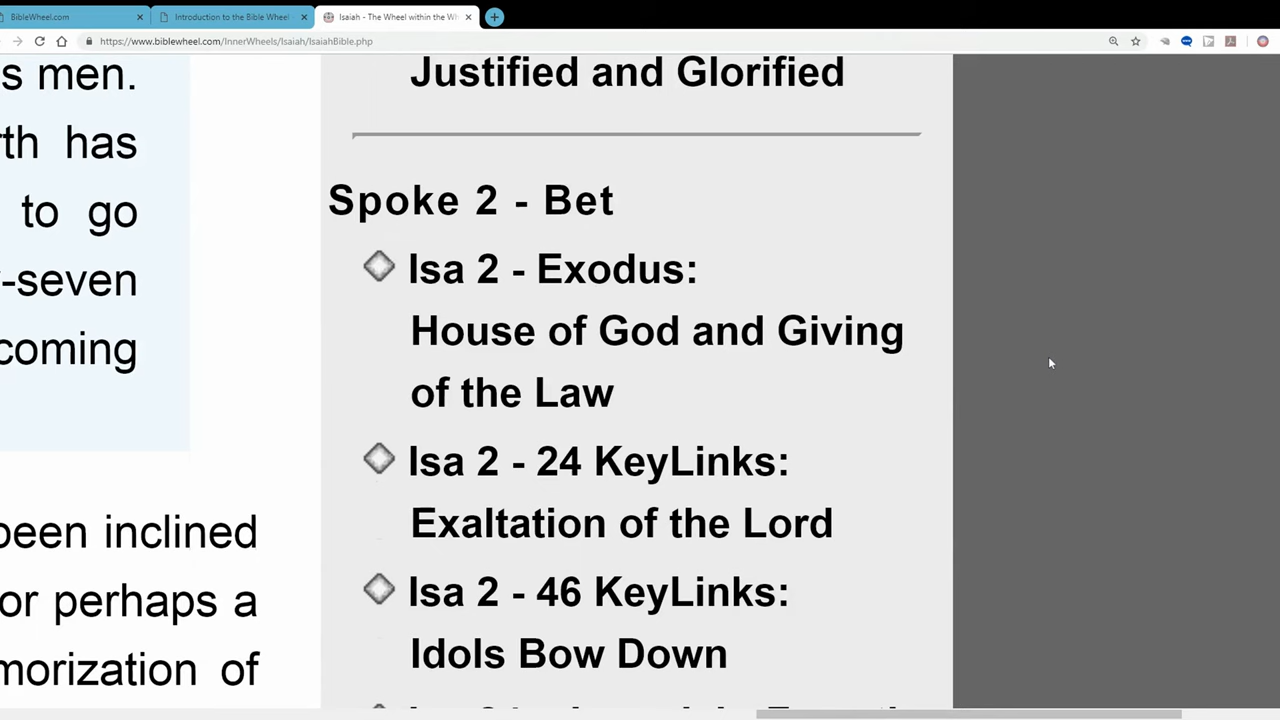 BibleWheel.com
Introduction to the Bible Wheel
Isaiah - The Wheel within the Wh
https://www.biblewheel.com/InnerWheels/Isaiah/IsaiahBible.php
s men.
rth has
to go
-seven
coming
been inclined
or perhaps a
morization of
Justified and Glorified
Spoke 2 - Bet
Isa 2 - Exodus:
House of God and Giving
of the Law
Isa 2 - 24 KeyLinks:
Exaltation of the Lord
Isa 2 - 46 KeyLinks:
Idols Bow Down